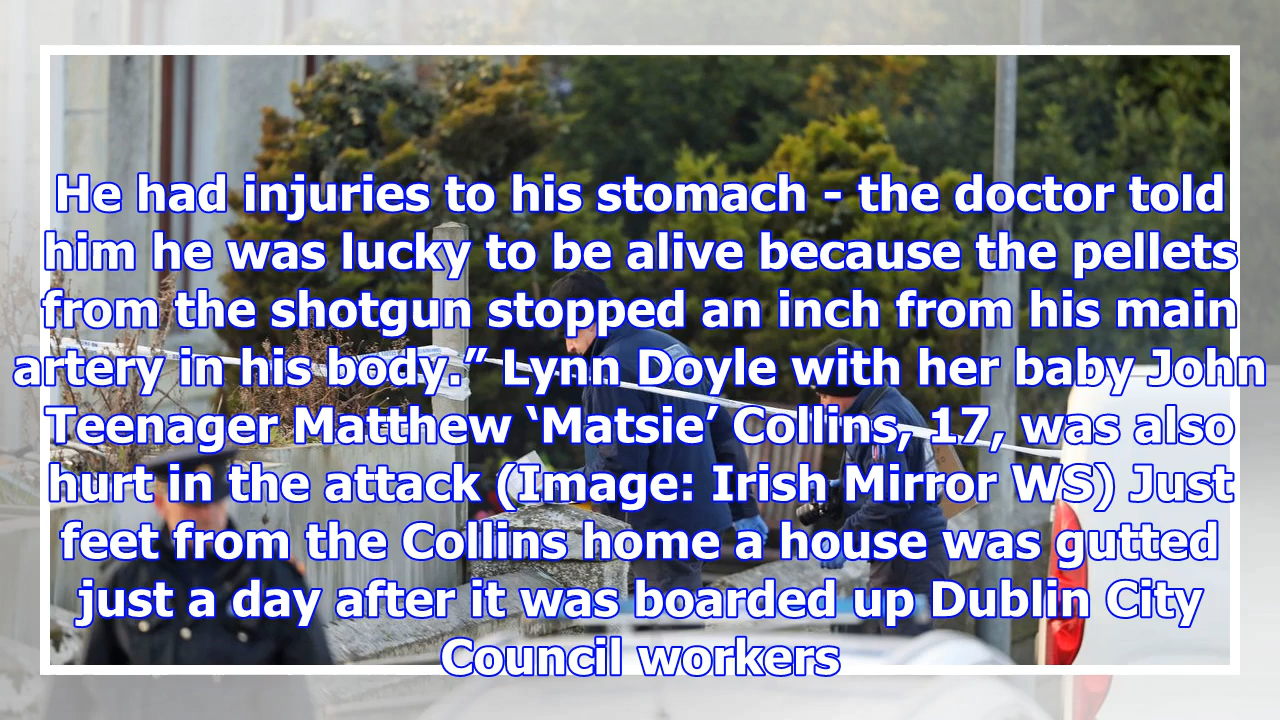 He had injuries to his stomach - the doctor told
him he was lucky to be alive because the pellets
from the shotgun stopped an inch from his main
artery in his body.” Lynn Doyle with her baby John
Teenager Matthew ‘Matsie’ Collins, 17, was also
hurt in the attack (Image: Irish Mirror WS) Just
feet from the Collins home a house was gutted
just a day after it was boarded up Dublin City
Council workers